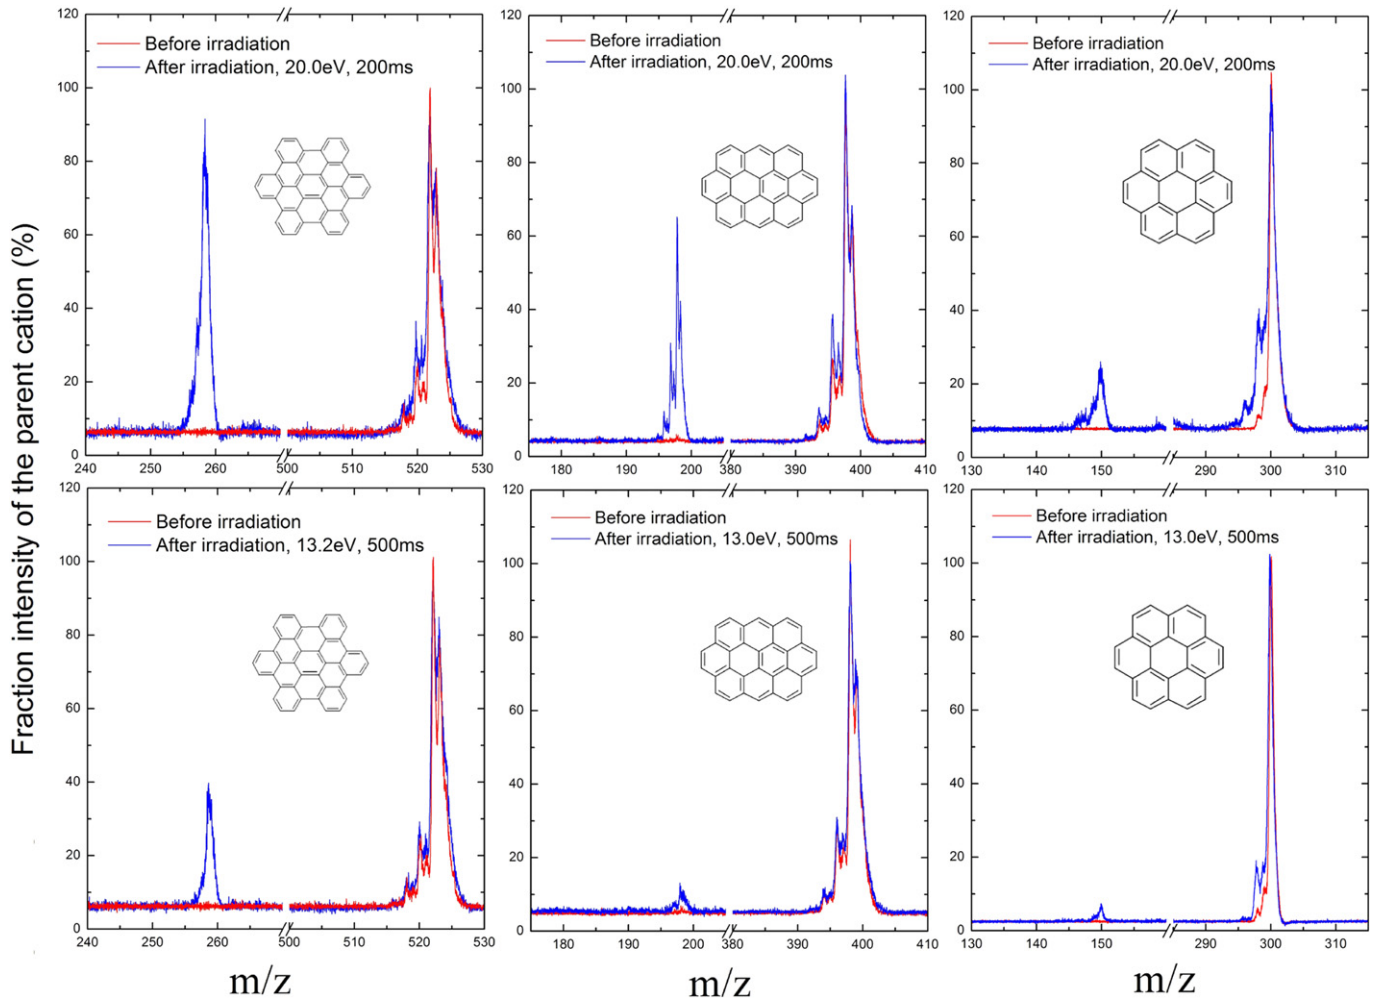 Fraction intensity of the parent cation (%)
120
100
80
60
40
20
0
Before irradiation
After irradiation, 20.0eV, 200ms
240 250 260 500 510 520 530
120
100
80
60
40
20
0
Before irradiation
After irradiation, 20.0eV, 200ms
180 190 200 380 390 400 410
120
100
80
60
40
20
0
Before irradiation
After irradiation, 20.0eV, 200ms
130 140 150 160 290 300 310
120
100
80
60
40
20
0
Before irradiation
After irradiation, 13.2eV, 500ms
240 250 260 500 510 520 530
m/z
120
100
80
60
40
20
0
Before irradiation
After irradiation, 13.0eV, 500ms
180 190 200 380 390 400 410
m/z
120
100
80
60
40
20
0
Before irradiation
After irradiation, 13.0eV, 500ms
130 140 150 160 290 300 310
m/z